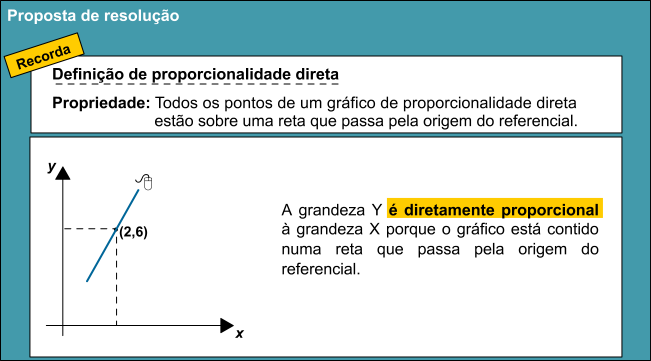 Proposta de resolução
Recorda
Definição de proporcionalidade direta
Propriedade: Todos os pontos de um gráfico de proporcionalidade direta
estão sobre uma reta que passa pela origem do referencial.
y
(2,6)
x
A grandeza Y é diretamente proporcional
à grandeza X porque o gráfico está contido
numa reta que passa pela origem do
referencial.